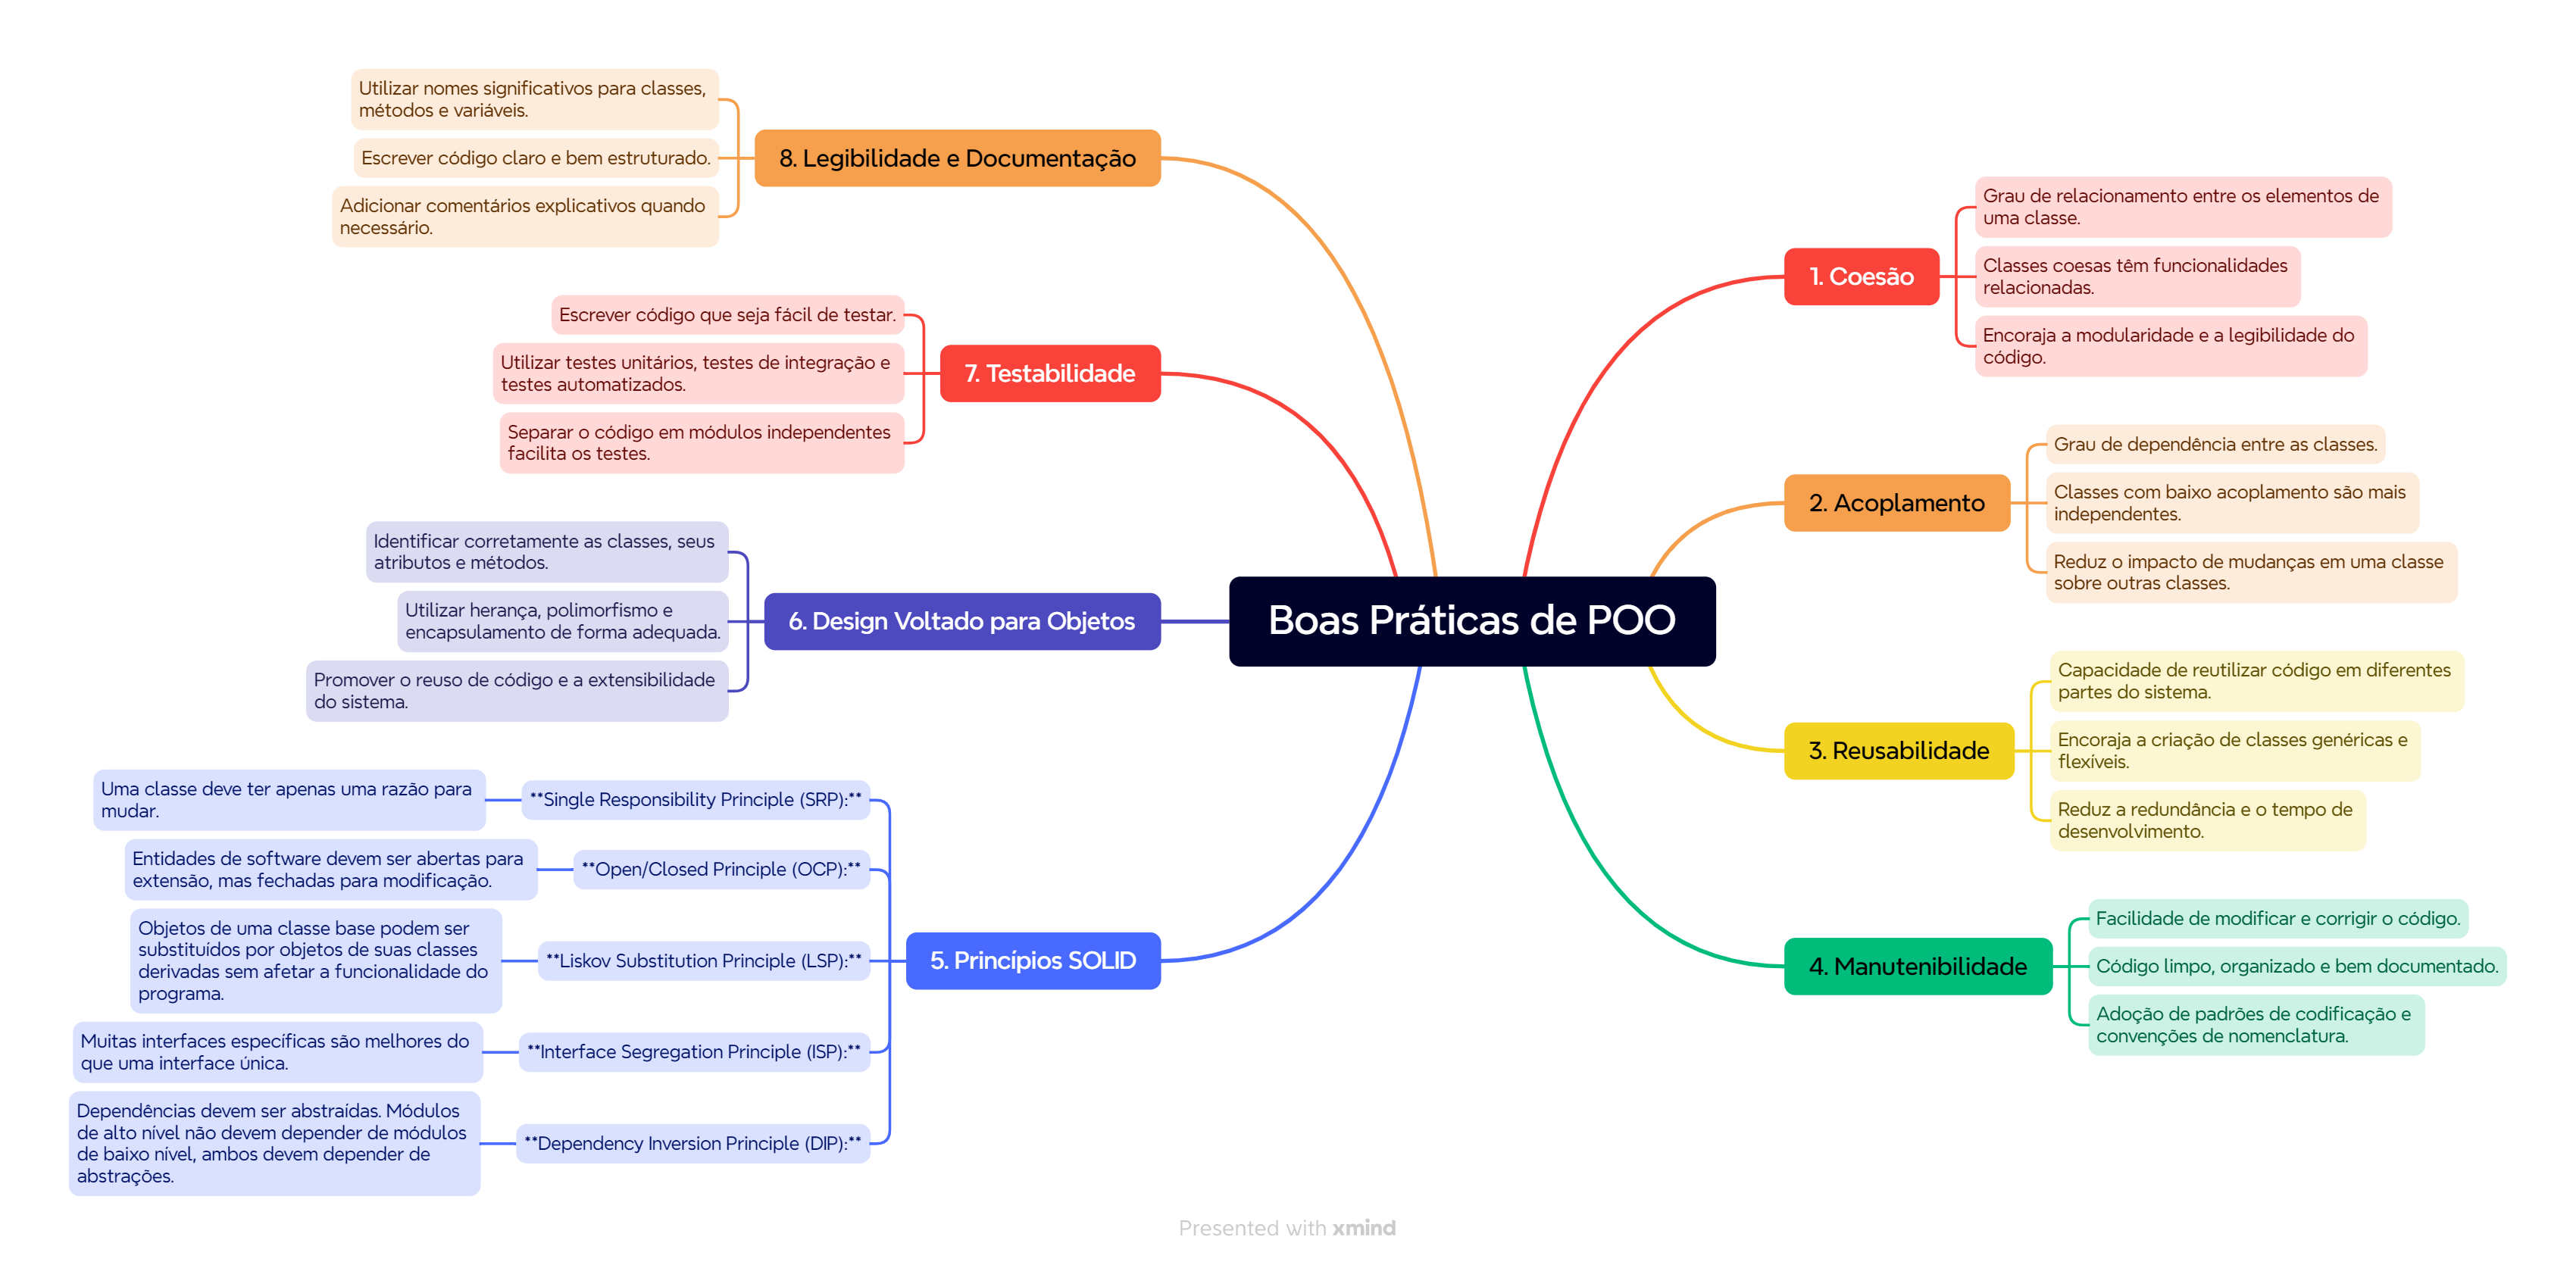 Boas Práticas de POO
1. Coesão
Grau de relacionamento entre os elementos de
uma classe.
Classes coesas têm funcionalidades
relacionadas.
Encoraja a modularidade e a legibilidade do
código.
2. Acoplamento
Grau de dependência entre as classes.
Classes com baixo acoplamento são mais
independentes.
Reduz o impacto de mudanças em uma classe
sobre outras classes.
3. Reusabilidade
Capacidade de reutilizar código em diferentes
partes do sistema.
Encoraja a criação de classes genéricas e
flexíveis.
Reduz a redundância e o tempo de
desenvolvimento.
4. Manutenibilidade
Facilidade de modificar e corrigir o código.
Código limpo, organizado e bem documentado.
Adoção de padrões de codificação e
convenções de nomenclatura.
5. Princípios SOLID
**Single Responsibility Principle (SRP):**
Uma classe deve ter apenas uma razão para
mudar.
**Open/Closed Principle (OCP):**
Entidades de software devem ser abertas para
extensão, mas fechadas para modificação.
**Liskov Substitution Principle (LSP):**
Objetos de uma classe base podem ser
substituídos por objetos de suas classes
derivadas sem afetar a funcionalidade do
programa.
**Interface Segregation Principle (ISP):**
Muitas interfaces específicas são melhores do
que uma interface única.
**Dependency Inversion Principle (DIP):**
Dependências devem ser abstraídas. Módulos
de alto nível não devem depender de módulos
de baixo nível, ambos devem depender de
abstrações.
6. Design Voltado para Objetos
Identificar corretamente as classes, seus
atributos e métodos.
Utilizar herança, polimorfismo e
encapsulamento de forma adequada.
Promover o reuso de código e a extensibilidade
do sistema.
7. Testabilidade
Escrever código que seja fácil de testar.
Utilizar testes unitários, testes de integração e
testes automatizados.
Separar o código em módulos independentes
facilita os testes.
8. Legibilidade e Documentação
Utilizar nomes significativos para classes,
métodos e variáveis.
Escrever código claro e bem estruturado.
Adicionar comentários explicativos quando
necessário.
Presented with xmind